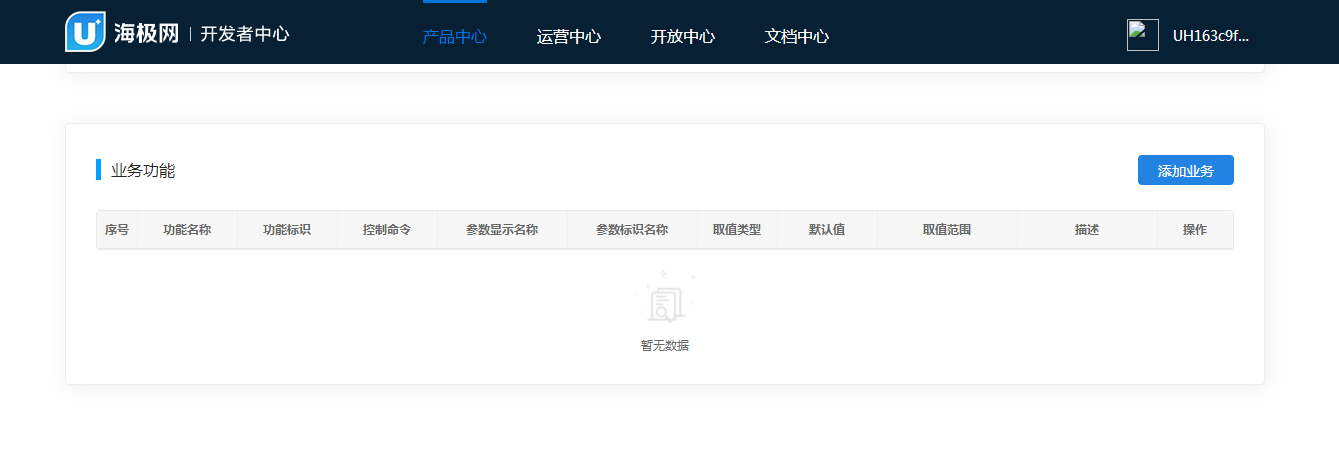 U+ 海极网 | 开发者中心 产品中心 运营中心 开放中心 文档中心 UH163c9f...
业务功能 添加业务
序号 功能名称 功能标识 控制命令 参数显示名称 参数标识名称 取值类型 默认值 取值范围 描述 操作
暂无数据